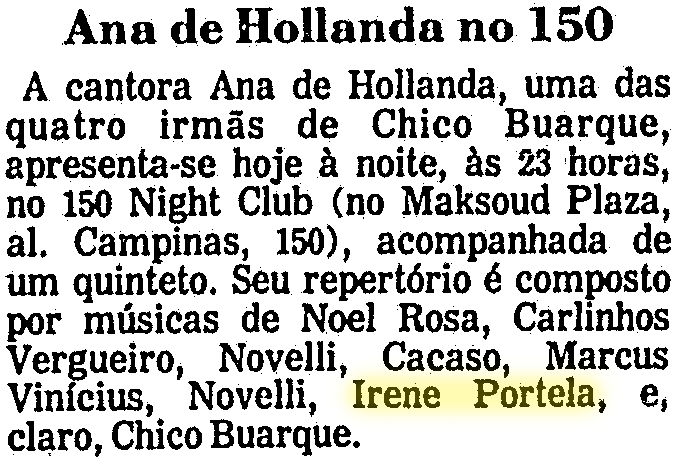 Ana de Hollanda no 150
A cantora Ana de Hollanda, uma das
quatro irmãs de Chico Buarque,
apresenta-se hoje à noite, às 23 horas,
no 150 Night Club (no Maksoud Plaza,
al. Campinas, 150), acompanhada de
um quinteto. Seu repertório é composto
por músicas de Noel Rosa, Carlinhos
Vergueiro, Novelli, Cacaso, Marcus
Vinícius, Novelli, Irene Portela, e,
claro, Chico Buarque.